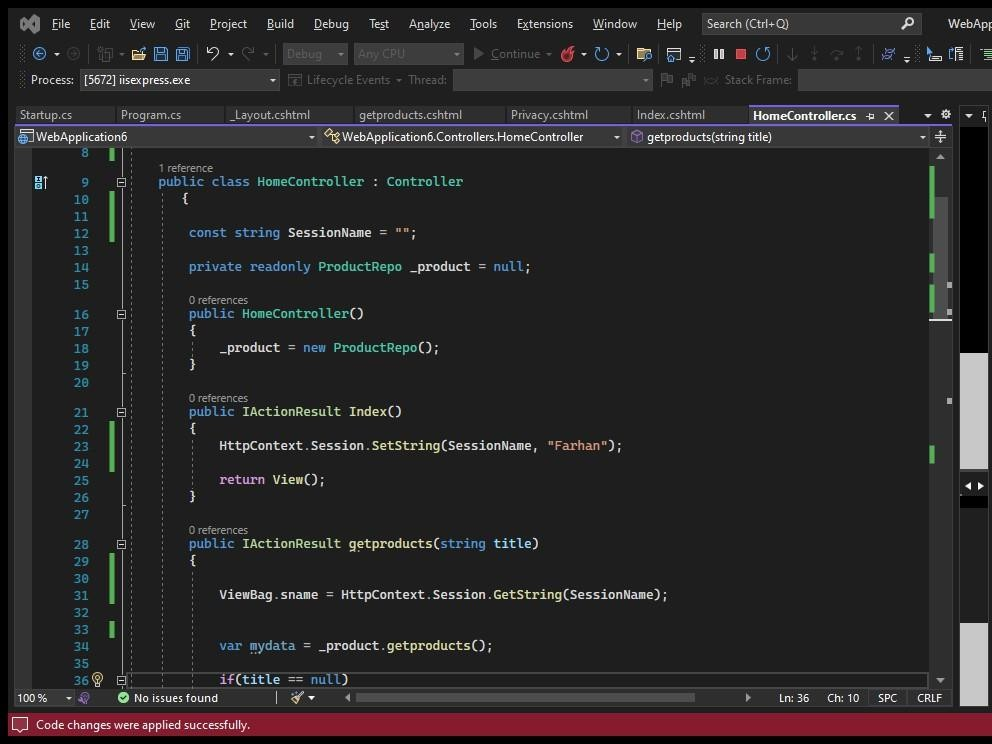 File Edit View Git Project Build Debug Test Analyze Tools Extensions Window Help Search (Ctrl+Q) WebApp
Debug Any CPU Continue
Process: [5672] iisexpress.exe Lifecycle Events Thread: Stack Frame:
Startup.cs Program.cs _Layout.cshtml getproducts.cshtml Privacy.cshtml Index.cshtml HomeController.cs
WebApplication6 WebApplication6.Controllers.HomeController getproducts(string title)
8
1 reference
9 public class HomeController : Controller
10 {
11
12 const string SessionName = "";
13
14 private readonly ProductRepo _product = null;
15
0 references
16 public HomeController()
17 {
18 _product = new ProductRepo();
19 }
20
0 references
21 public IActionResult Index()
22 {
23 HttpContext.Session.SetString(SessionName, "Farhan");
24
25 return View();
26 }
27
0 references
28 public IActionResult getproducts(string title)
29 {
30
31 ViewBag.sname = HttpContext.Session.GetString(SessionName);
32
33
34 var mydata = _product.getproducts();
35
36 if(title == null)
100 % No issues found Ln: 36 Ch: 10 SPC CRLF
Code changes were applied successfully.